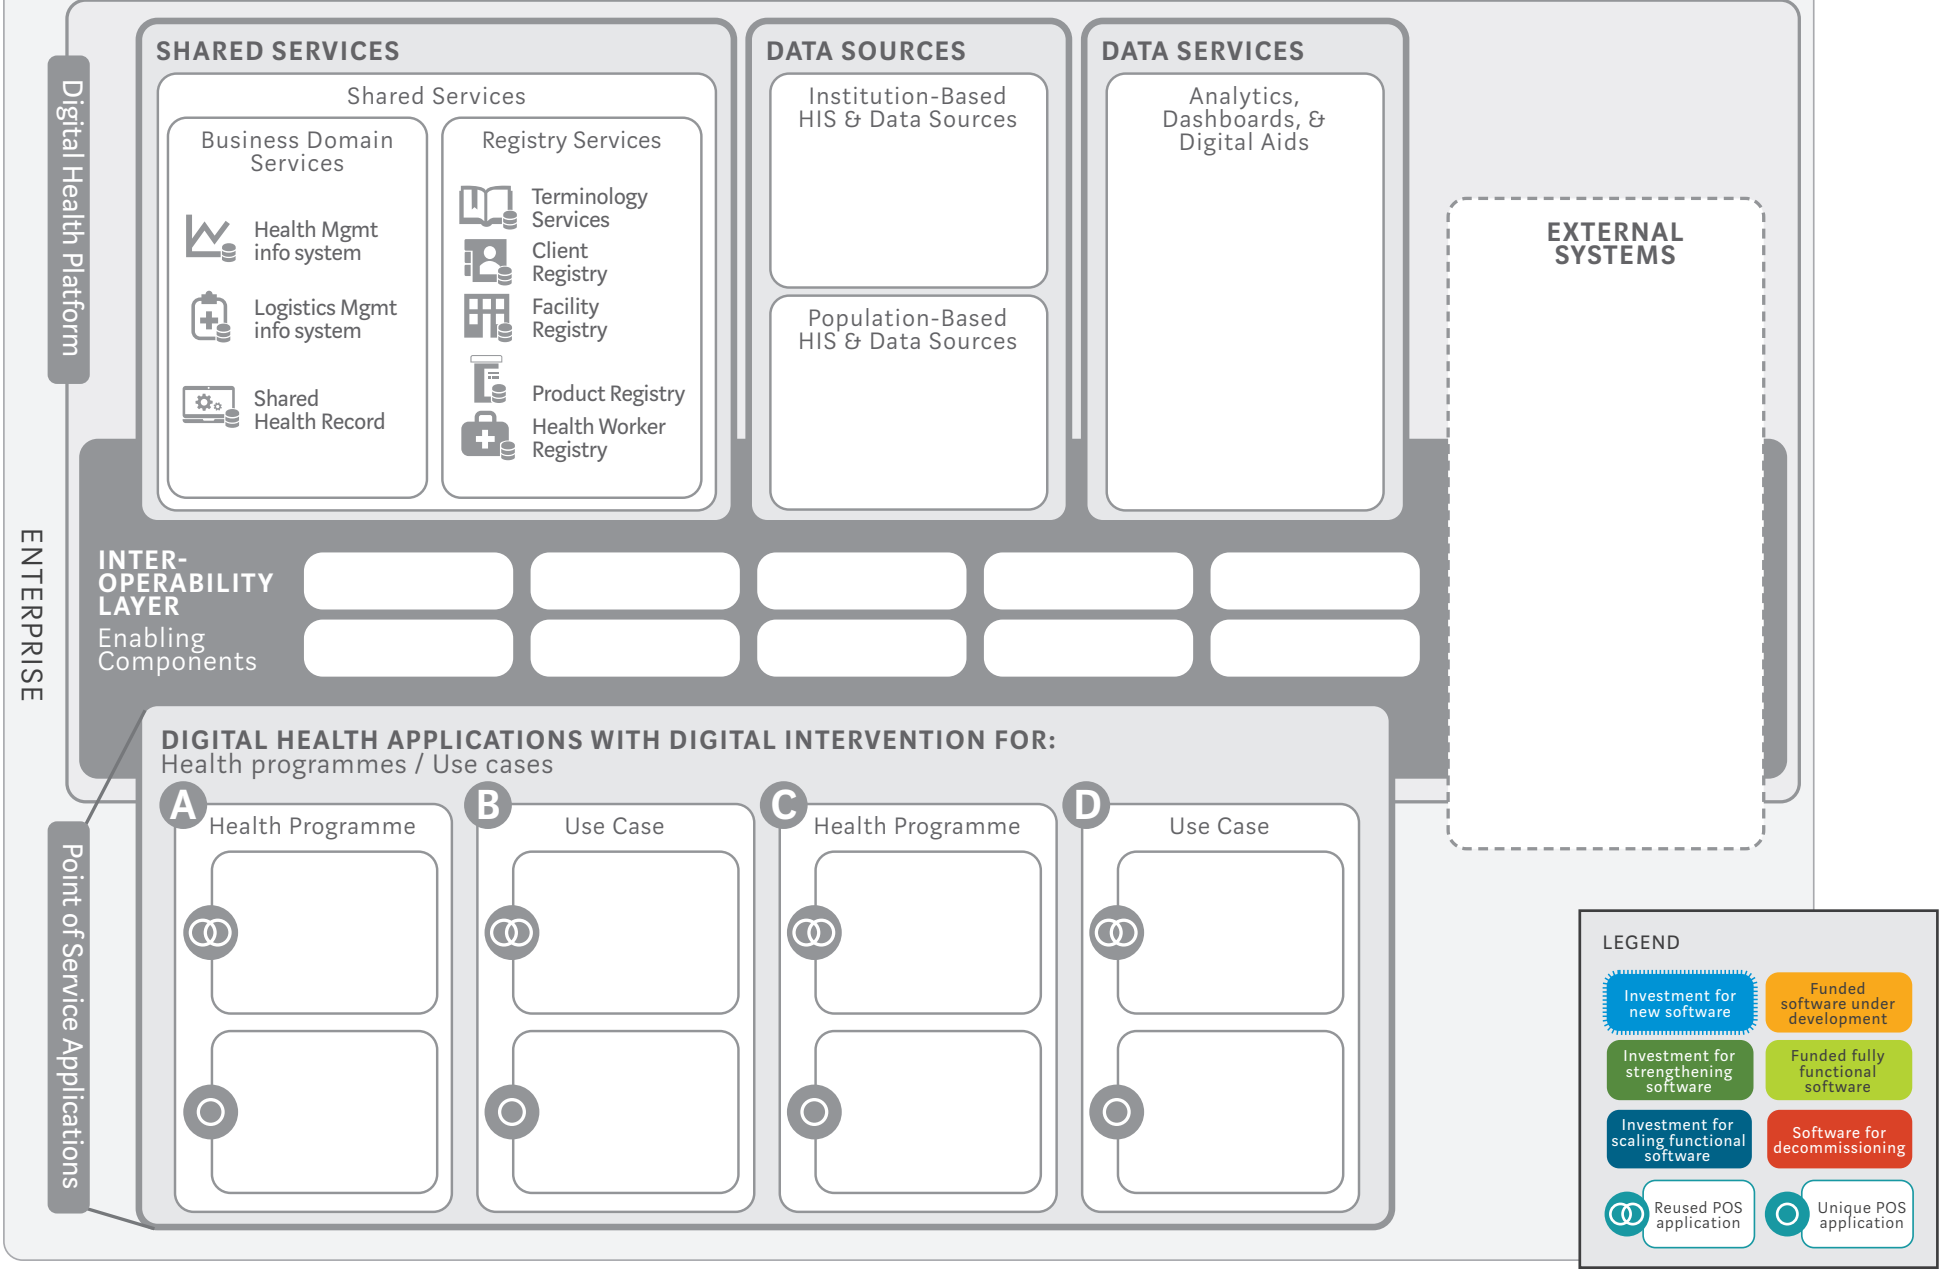 ENTERPRISE
Digital Health Platform
SHARED SERVICES
Shared Services
Business Domain
Services
Health Mgmt
info system
Logistics Mgmt
info system
Shared
Health Record
Registry Services
Terminology
Services
Client
Registry
Facility
Registry
Product Registry
Health Worker
Registry
DATA SOURCES
Institution-Based
HIS & Data Sources
Population-Based
HIS & Data Sources
DATA SERVICES
Analytics,
Dashboards, &
Digital Aids
EXTERNAL
SYSTEMS
INTER-
OPERABILITY
LAYER
Enabling
Components
Point of Service Applications
DIGITAL HEALTH APPLICATIONS WITH DIGITAL INTERVENTION FOR:
Health programmes / Use cases
A
Health Programme
B
Use Case
C
Health Programme
D
Use Case
LEGEND
Investment for
new software
Funded
software under
development
Investment for
strengthening
software
Funded fully
functional
software
Investment for
scaling functional
software
Software for
decommissioning
Reused POS
application
Unique POS
application